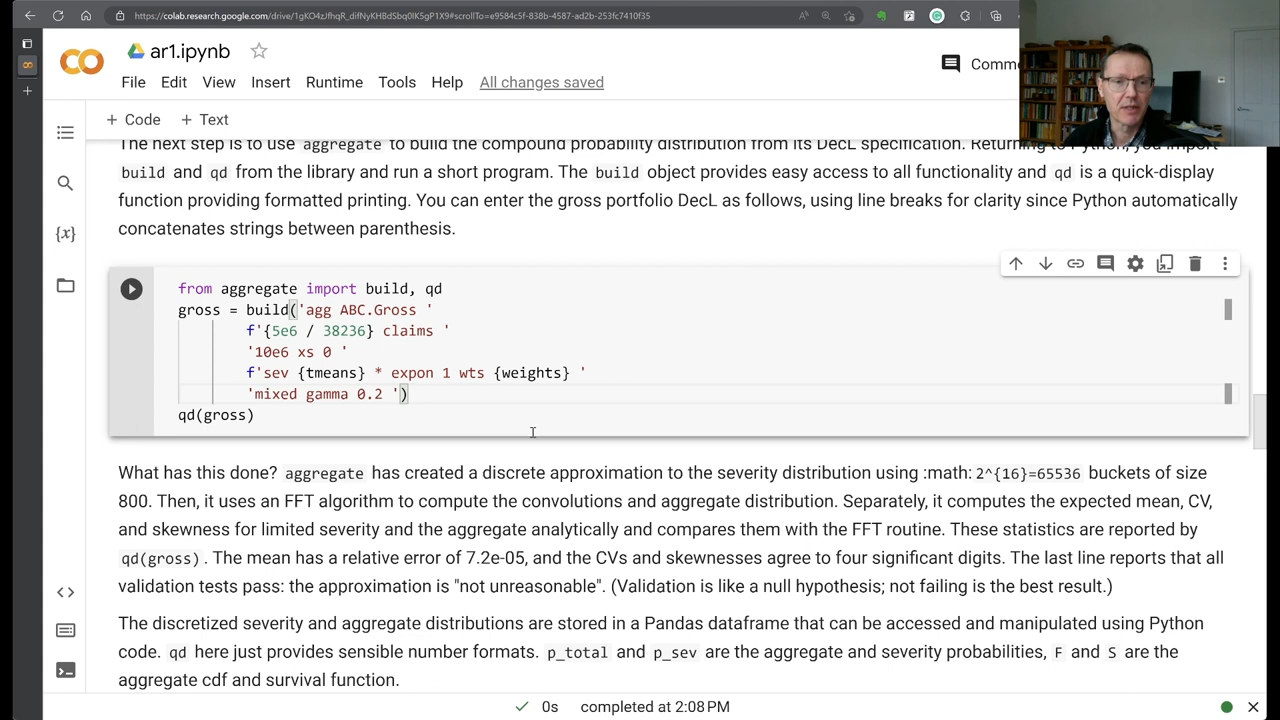 https://colab.research.google.com/drive/1gKO4zJfhqR_difNyKHBdSbq0IK5gP1X9#scrollTo=e9584c5f-838b-4587-ad2b-253fc7410f35
ar1.ipynb
File Edit View Insert Runtime Tools Help All changes saved
Comme
+ Code + Text
The next step is to use aggregate to build the compound probability distribution from its DecL specification. Returning to Python, you import
build and qd from the library and run a short program. The build object provides easy access to all functionality and qd is a quick-display
function providing formatted printing. You can enter the gross portfolio DecL as follows, using line breaks for clarity since Python automatically
concatenates strings between parenthesis.
from aggregate import build, qd
gross = build('agg ABC.Gross '
f'{5e6 / 38236} claims '
'10e6 xs 0 '
f'sev {tmeans} * expon 1 wts {weights} '
'mixed gamma 0.2 ')
qd(gross)
What has this done? aggregate has created a discrete approximation to the severity distribution using :math: 2^{16}=65536 buckets of size
800. Then, it uses an FFT algorithm to compute the convolutions and aggregate distribution. Separately, it computes the expected mean, CV,
and skewness for limited severity and the aggregate analytically and compares them with the FFT routine. These statistics are reported by
qd(gross). The mean has a relative error of 7.2e-05, and the CVs and skewnesses agree to four significant digits. The last line reports that all
validation tests pass: the approximation is "not unreasonable". (Validation is like a null hypothesis; not failing is the best result.)
The discretized severity and aggregate distributions are stored in a Pandas dataframe that can be accessed and manipulated using Python
code. qd here just provides sensible number formats. p_total and p_sev are the aggregate and severity probabilities, F and S are the
aggregate cdf and survival function.
0s completed at 2:08 PM